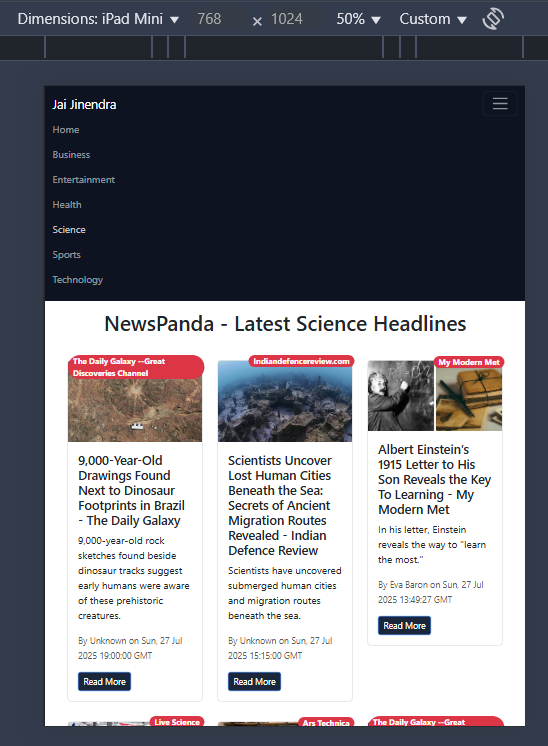 Dimensions: iPad Mini 768 × 1024 50% Custom
Jai Jinendra
Home
Business
Entertainment
Health
Science
Sports
Technology
NewsPanda - Latest Science Headlines
The Daily Galaxy --Great
Discoveries Channel
9,000-Year-Old
Drawings Found
Next to Dinosaur
Footprints in Brazil
- The Daily Galaxy
9,000-year-old rock
sketches found beside
dinosaur tracks suggest
early humans were aware
of these prehistoric
creatures.
By Unknown on Sun, 27 Jul
2025 19:00:00 GMT
Read More
Indiandefencereview.com
Scientists Uncover
Lost Human Cities
Beneath the Sea:
Secrets of Ancient
Migration Routes
Revealed - Indian
Defence Review
Scientists have uncovered
submerged human cities
and migration routes
beneath the sea.
By Unknown on Sun, 27 Jul
2025 15:15:00 GMT
Read More
My Modern Met
Albert Einstein's
1915 Letter to His
Son Reveals the Key
To Learning - My
Modern Met
In his letter, Einstein
reveals the way to "learn
the most."
By Eva Baron on Sun, 27 Jul
2025 13:49:27 GMT
Read More
Live Science
Ars Technica
The Daily Galaxy --Great